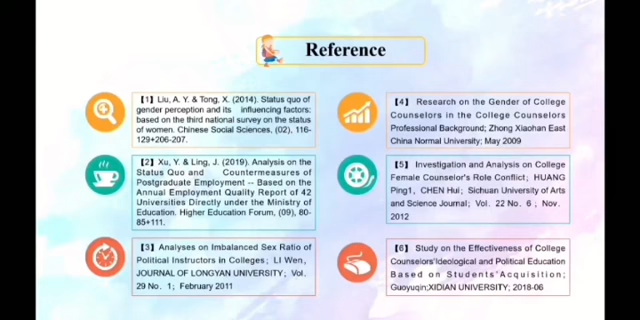 Reference
【1】Liu, A. Y. & Tong, X. (2014). Status quo of
gender perception and its influencing factors:
based on the third national survey on the status
of women. Chinese Social Sciences, (02), 116-
129+206-207.
【2】Xu, Y. & Ling, J. (2019). Analysis on the
Status Quo and Countermeasures of
Postgraduate Employment -- Based on the
Annual Employment Quality Report of 42
Universities Directly under the Ministry of
Education. Higher Education Forum, (09), 80-
85+111.
【3】Analyses on Imbalanced Sex Ratio of
Political Instructors in Colleges；LI Wen，
JOURNAL OF LONGYAN UNIVERSITY；Vol.
29 No. 1；February 2011
【4】Research on the Gender of College
Counselors in the College Counselors
Professional Background; Zhong Xiaohan East
China Normal University; May 2009
【5】Investigation and Analysis on College
Female Counselor's Role Conflict；HUANG
Ping1，CHEN Hui；Sichuan University of Arts
and Science Journal；Vol. 22 No. 6；Nov.
2012
【6】Study on the Effectiveness of College
Counselors'Ideological and Political Education
Based on Students'Acquisition;
Guoyuqin;XIDIAN UNIVERSITY; 2018-06